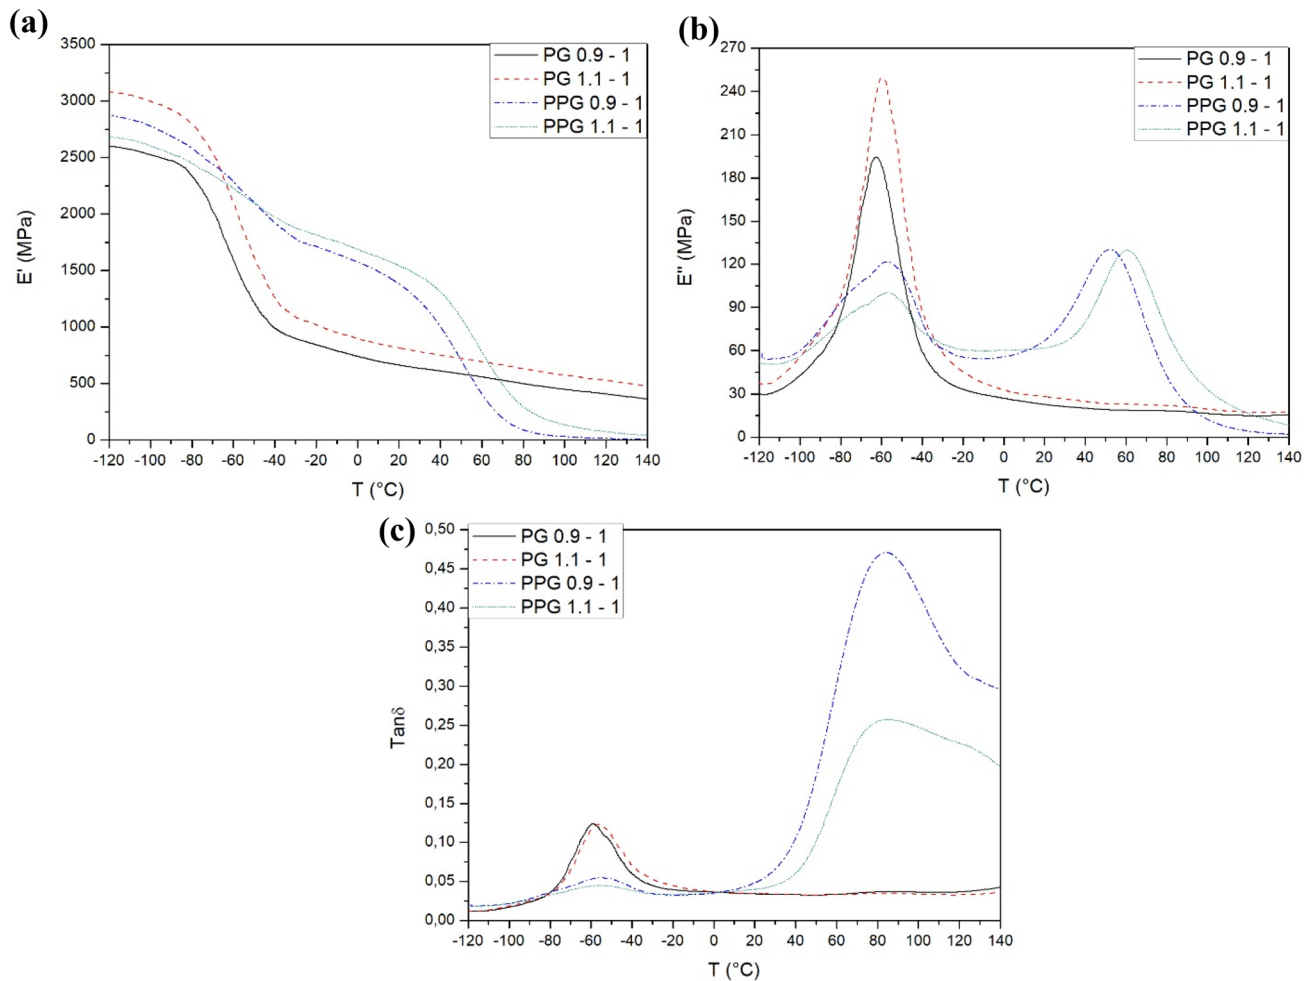 (a)
3500
3000
2500
2000
1500
1000
500
0
E' (MPa)
PG 0.9 - 1
PG 1.1 - 1
PPG 0.9 - 1
PPG 1.1 - 1
-120 -100 -80 -60 -40 -20 0 20 40 60 80 100 120 140
T (°C)
(b)
270
240
210
180
150
120
90
60
30
0
E" (MPa)
PG 0.9 - 1
PG 1.1 - 1
PPG 0.9 - 1
PPG 1.1 - 1
-120 -100 -80 -60 -40 -20 0 20 40 60 80 100 120 140
T (°C)
(c)
0,50
0,45
0,40
0,35
0,30
0,25
0,20
0,15
0,10
0,05
0,00
Tanδ
PG 0.9 - 1
PG 1.1 - 1
PPG 0.9 - 1
PPG 1.1 - 1
-120 -100 -80 -60 -40 -20 0 20 40 60 80 100 120 140
T (°C)